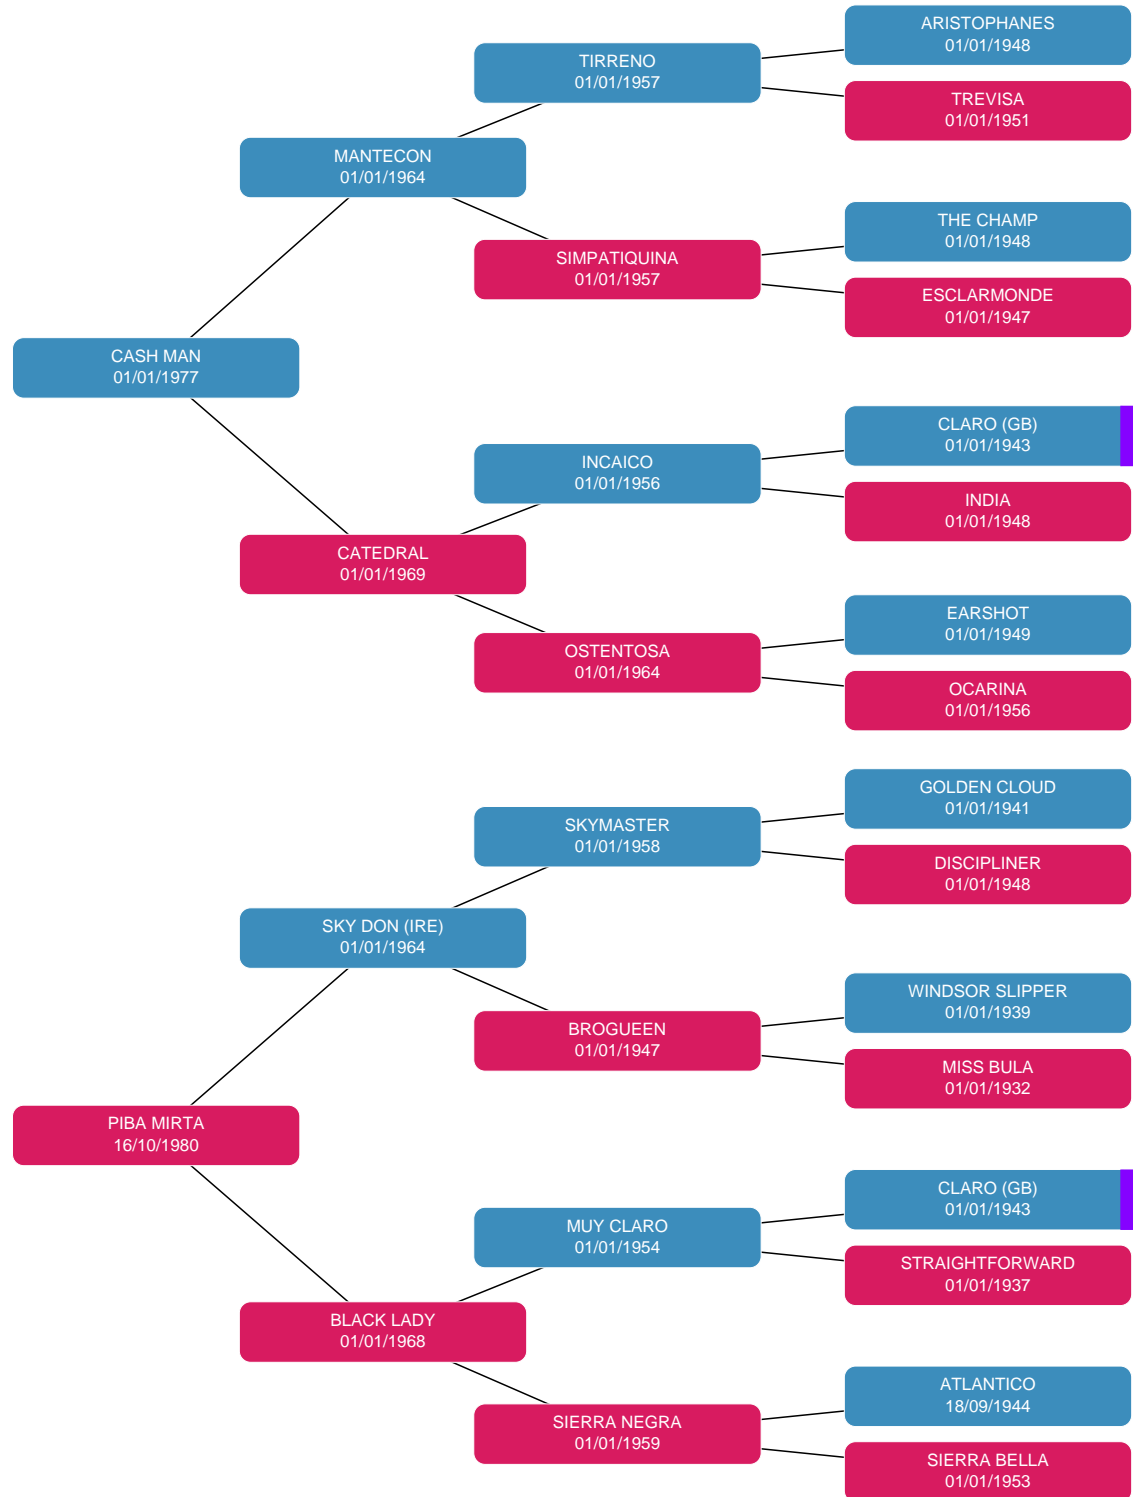 ARISTOPHANES
01/01/1948
TIRRENO
01/01/1957
TREVISA
01/01/1951
MANTECON
01/01/1964
THE CHAMP
01/01/1948
SIMPATIQUINA
01/01/1957
ESCLARMONDE
01/01/1947
CASH MAN
01/01/1977
CLARO (GB)
01/01/1943
INCAICO
01/01/1956
INDIA
01/01/1948
CATEDRAL
01/01/1969
EARSHOT
01/01/1949
OSTENTOSA
01/01/1964
OCARINA
01/01/1956
GOLDEN CLOUD
01/01/1941
SKYMASTER
01/01/1958
DISCIPLINER
01/01/1948
SKY DON (IRE)
01/01/1964
WINDSOR SLIPPER
01/01/1939
BROGUEEN
01/01/1947
MISS BULA
01/01/1932
PIBA MIRTA
16/10/1980
CLARO (GB)
01/01/1943
MUY CLARO
01/01/1954
STRAIGHTFORWARD
01/01/1937
BLACK LADY
01/01/1968
ATLANTICO
18/09/1944
SIERRA NEGRA
01/01/1959
SIERRA BELLA
01/01/1953